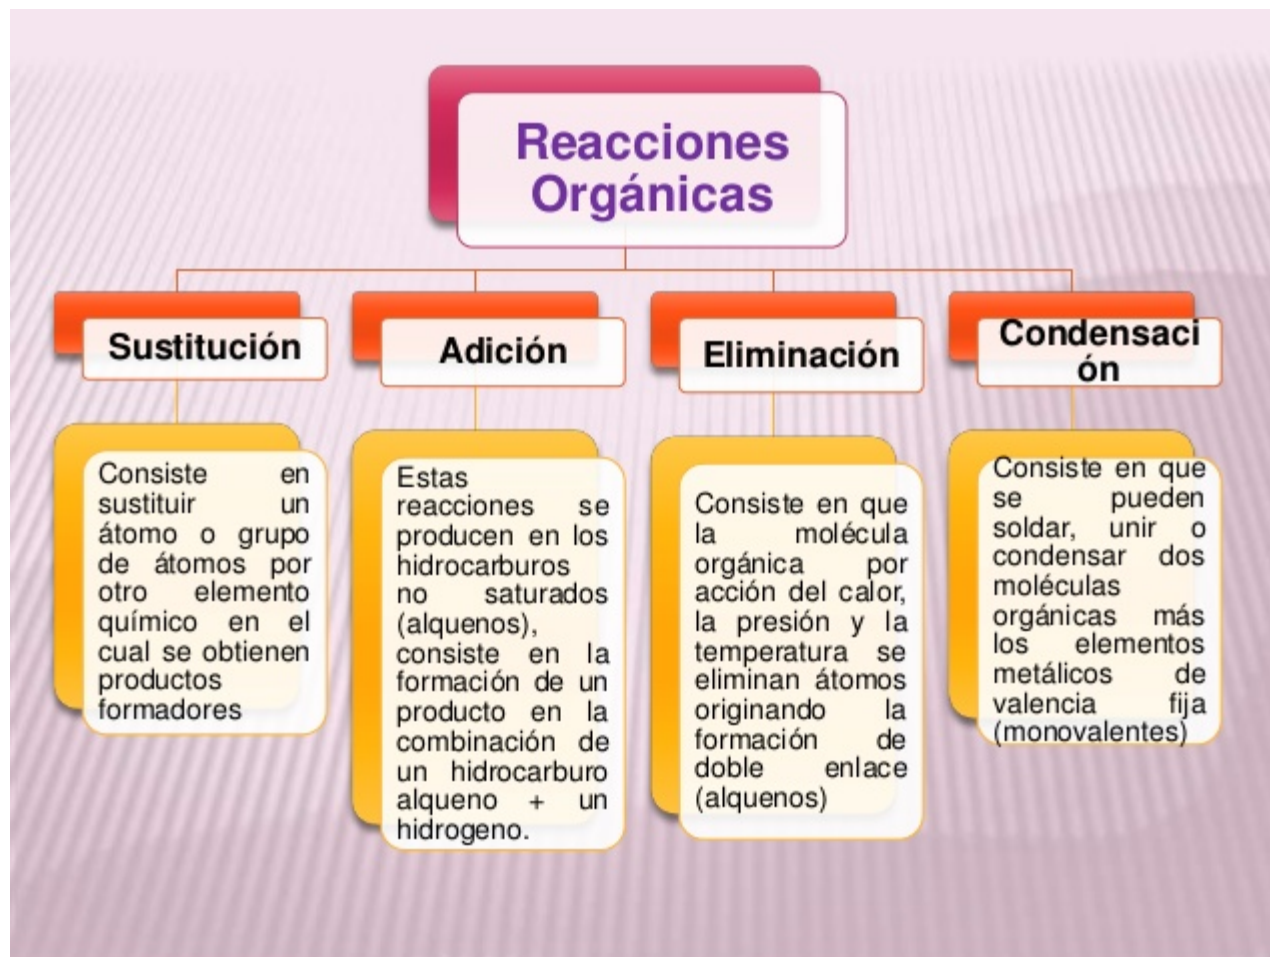 Reacciones
Orgánicas
Sustitución
Consiste en
sustituir un
átomo o grupo
de átomos por
otro elemento
químico en el
cual se obtienen
productos
formadores
Adición
Estas
reacciones se
producen en los
hidrocarburos
no saturados
(alquenos),
consiste en la
formación de un
producto en la
combinación de
un hidrocarburo
alqueno + un
hidrogeno.
Eliminación
Consiste en que
la molécula
orgánica por
acción del calor,
la presión y la
temperatura se
eliminan átomos
originando la
formación de
doble enlace
(alquenos)
Condensaci
ón
Consiste en que
se pueden
soldar, unir o
condensar dos
moléculas
orgánicas más
los elementos
metálicos de
valencia fija
(monovalentes)